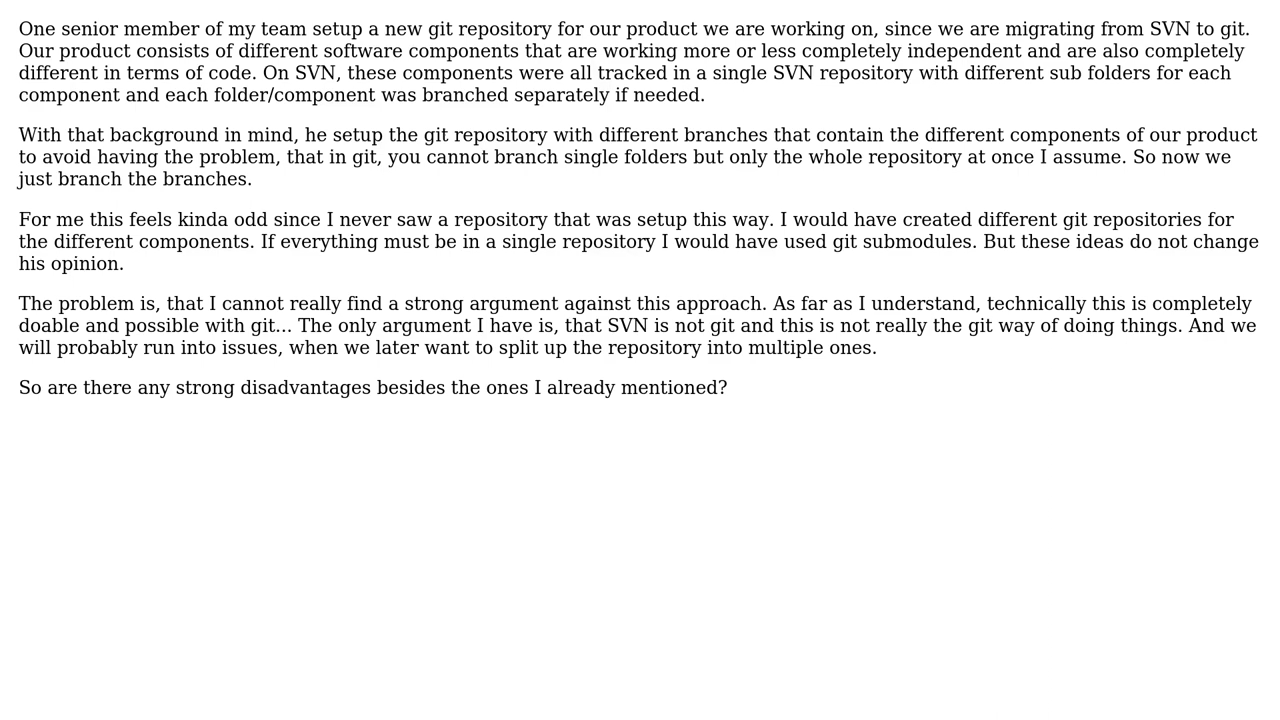 One senior member of my team setup a new git repository for our product we are working on, since we are migrating from SVN to git.
Our product consists of different software components that are working more or less completely independent and are also completely
different in terms of code. On SVN, these components were all tracked in a single SVN repository with different sub folders for each
component and each folder/component was branched separately if needed.
With that background in mind, he setup the git repository with different branches that contain the different components of our product
to avoid having the problem, that in git, you cannot branch single folders but only the whole repository at once I assume. So now we
just branch the branches.
For me this feels kinda odd since I never saw a repository that was setup this way. I would have created different git repositories for
the different components. If everything must be in a single repository I would have used git submodules. But these ideas do not change
his opinion.
The problem is, that I cannot really find a strong argument against this approach. As far as I understand, technically this is completely
doable and possible with git... The only argument I have is, that SVN is not git and this is not really the git way of doing things. And we
will probably run into issues, when we later want to split up the repository into multiple ones.
So are there any strong disadvantages besides the ones I already mentioned?